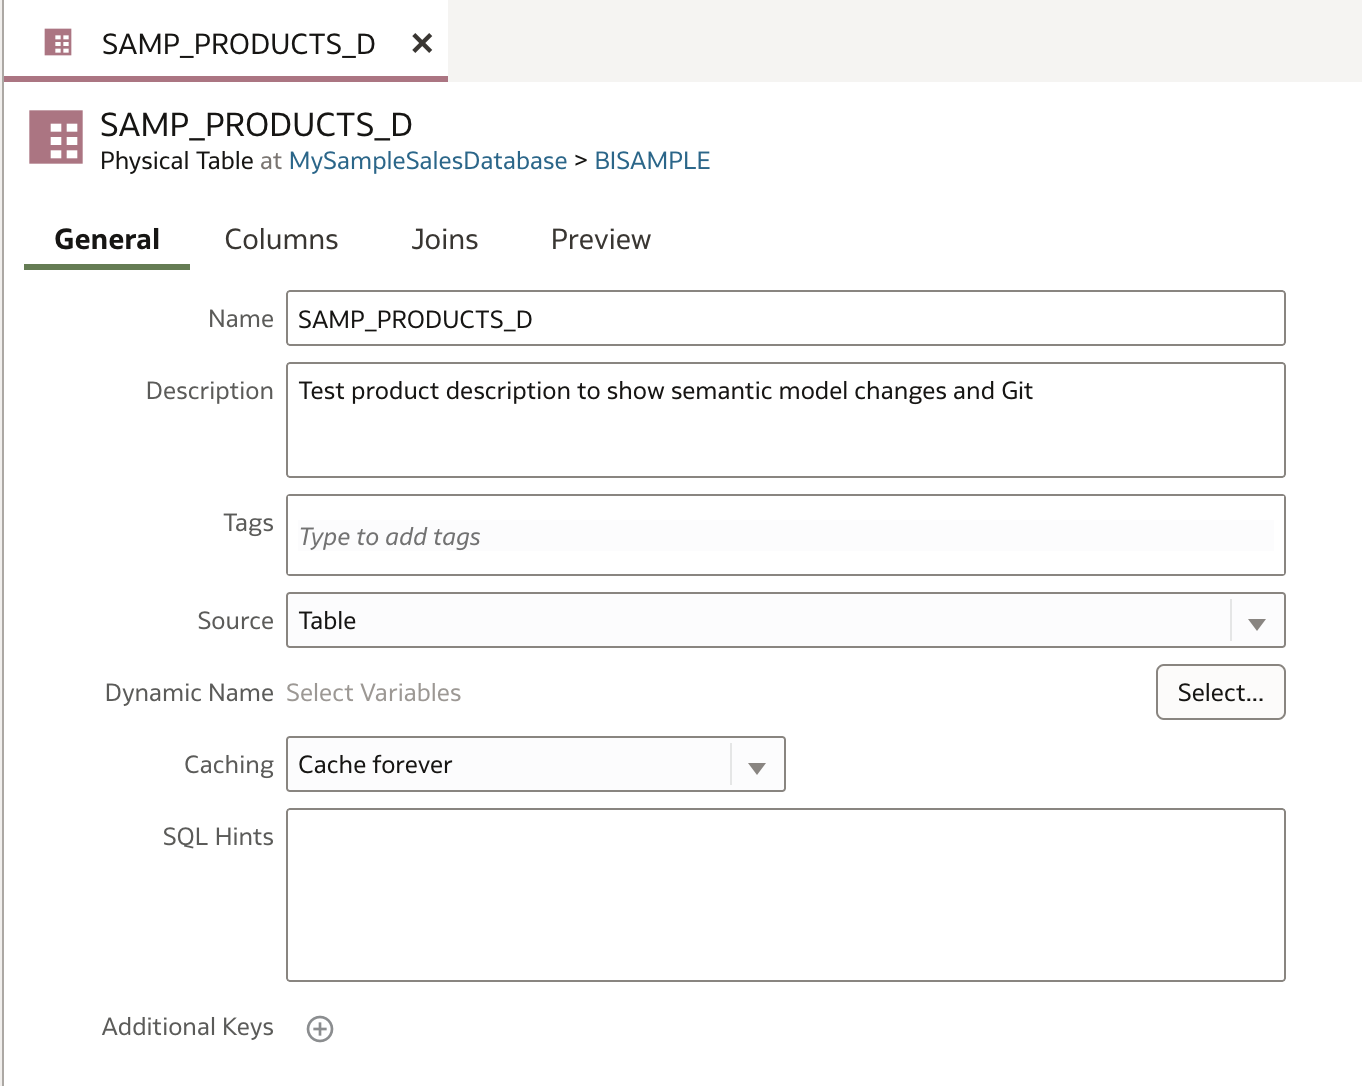 SAMP_PRODUCTS_D
SAMP_PRODUCTS_D
Physical Table at MySampleSalesDatabase > BISAMPLE
General Columns Joins Preview
Name SAMP_PRODUCTS_D
Description Test product description to show semantic model changes and Git
Tags Type to add tags
Source Table
Dynamic Name Select Variables Select...
Caching Cache forever
SQL Hints
Additional Keys